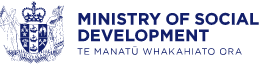 MINISTRY OF SOCIAL
DEVELOPMENT
TE MANATŪ WHAKAHIATO ORA